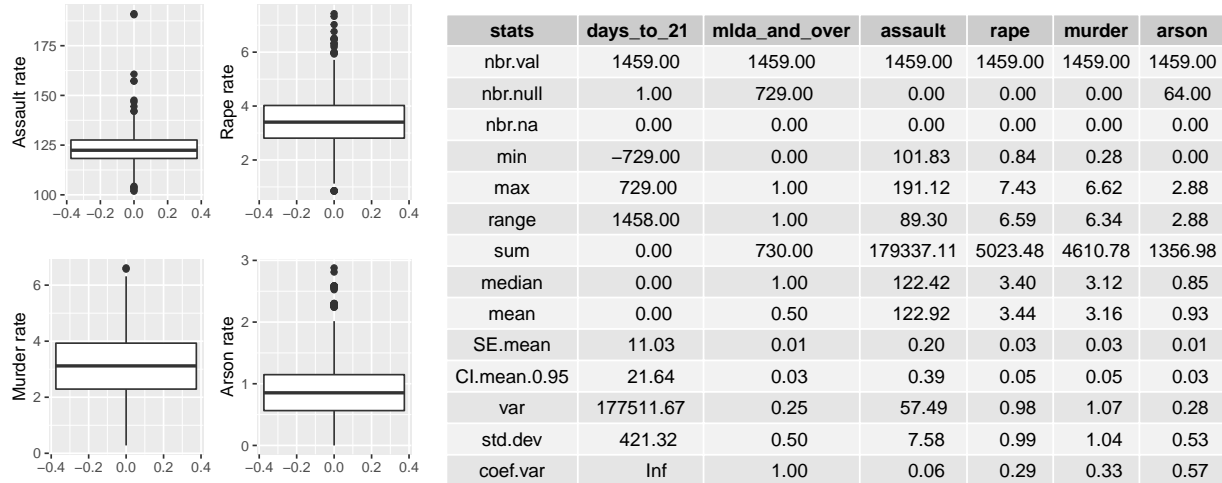 Assault rate
175
150
125
100
−0.4 −0.2 0.0 0.2 0.4
Rape rate
6
4
2
−0.4 −0.2 0.0 0.2 0.4
Murder rate
6
4
2
0
−0.4 −0.2 0.0 0.2 0.4
Arson rate
3
2
1
0
−0.4 −0.2 0.0 0.2 0.4
stats days_to_21 mlda_and_over assault rape murder arson
nbr.val 1459.00 1459.00 1459.00 1459.00 1459.00 1459.00
nbr.null 1.00 729.00 0.00 0.00 0.00 64.00
nbr.na 0.00 0.00 0.00 0.00 0.00 0.00
min −729.00 0.00 101.83 0.84 0.28 0.00
max 729.00 1.00 191.12 7.43 6.62 2.88
range 1458.00 1.00 89.30 6.59 6.34 2.88
sum 0.00 730.00 179337.11 5023.48 4610.78 1356.98
median 0.00 1.00 122.42 3.40 3.12 0.85
mean 0.00 0.50 122.92 3.44 3.16 0.93
SE.mean 11.03 0.01 0.20 0.03 0.03 0.01
CI.mean.0.95 21.64 0.03 0.39 0.05 0.05 0.03
var 177511.67 0.25 57.49 0.98 1.07 0.28
std.dev 421.32 0.50 7.58 0.99 1.04 0.53
coef.var Inf 1.00 0.06 0.29 0.33 0.57